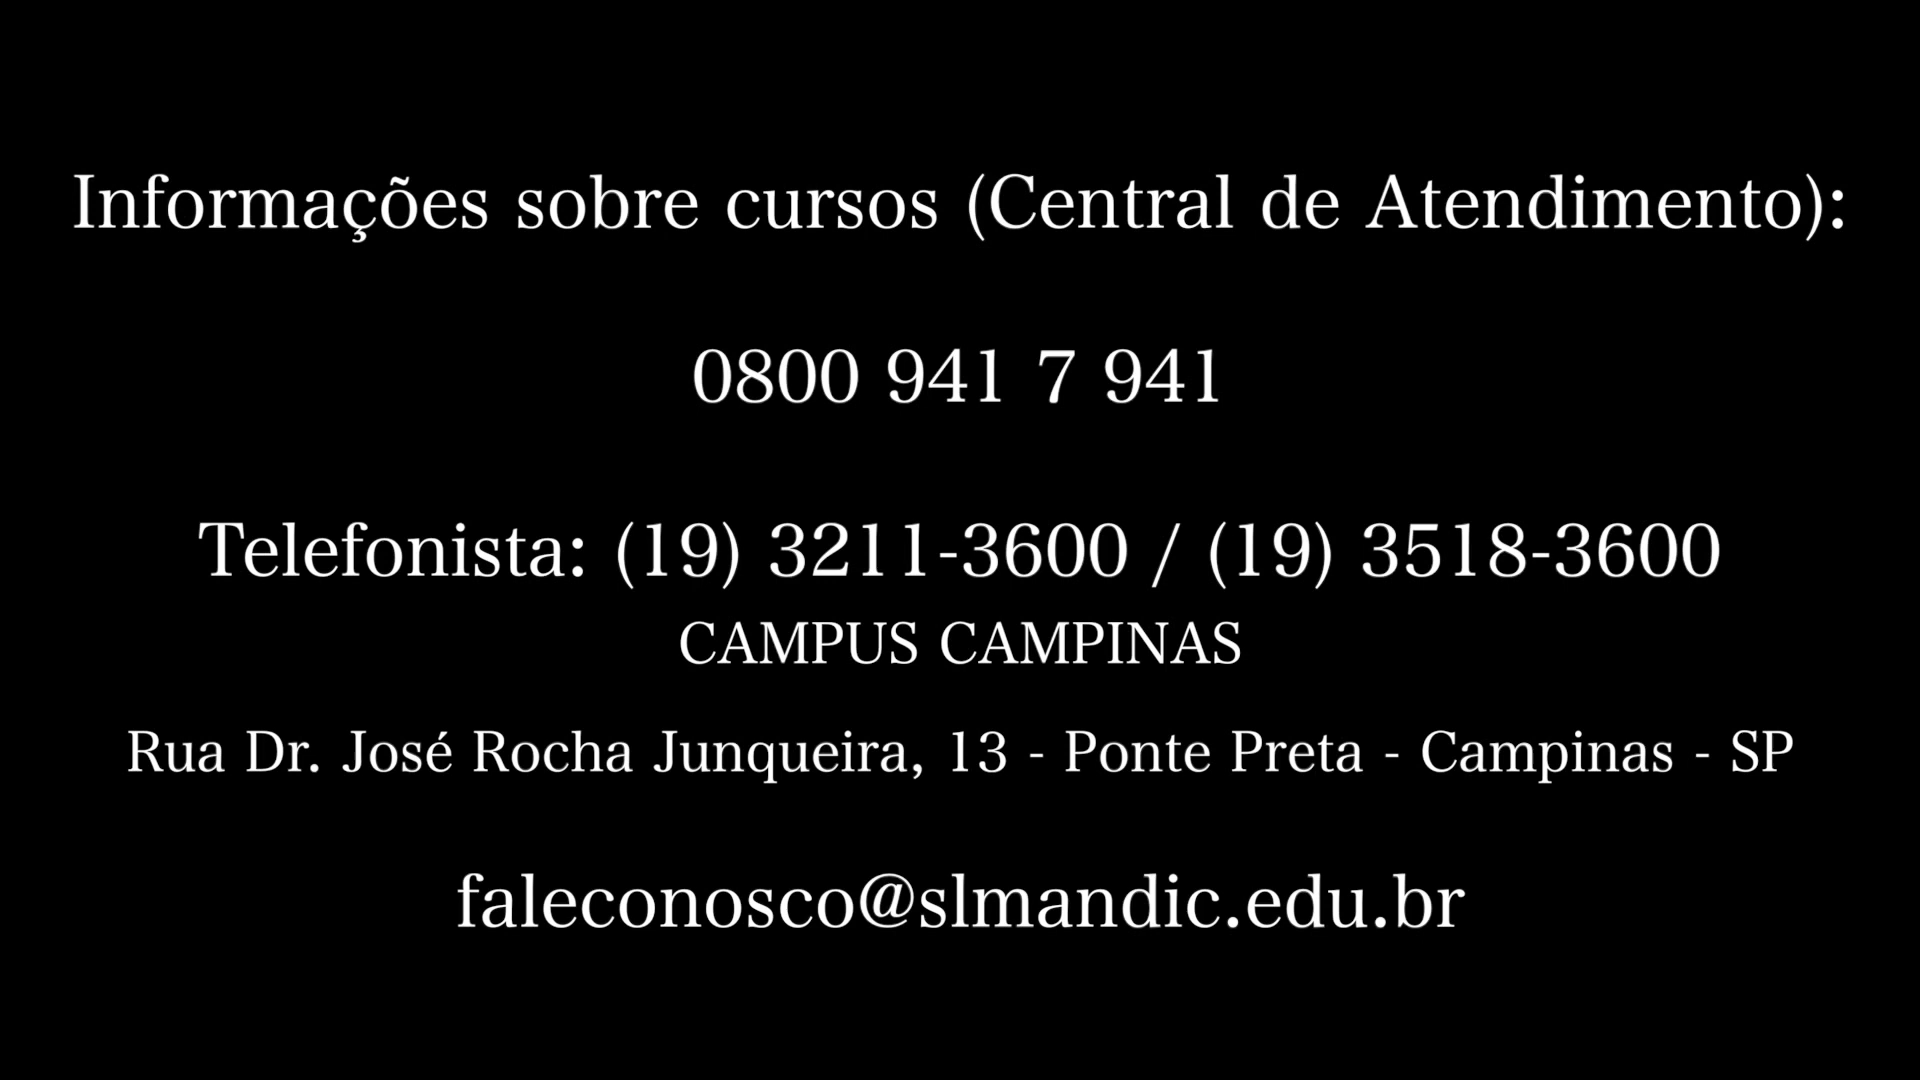 Informações sobre cursos (Central de Atendimento):
0800 941 7 941
Telefonista: (19) 3211-3600 / (19) 3518-3600
CAMPUS CAMPINAS
Rua Dr. José Rocha Junqueira, 13 - Ponte Preta - Campinas - SP
faleconosco@slmandic.edu.br